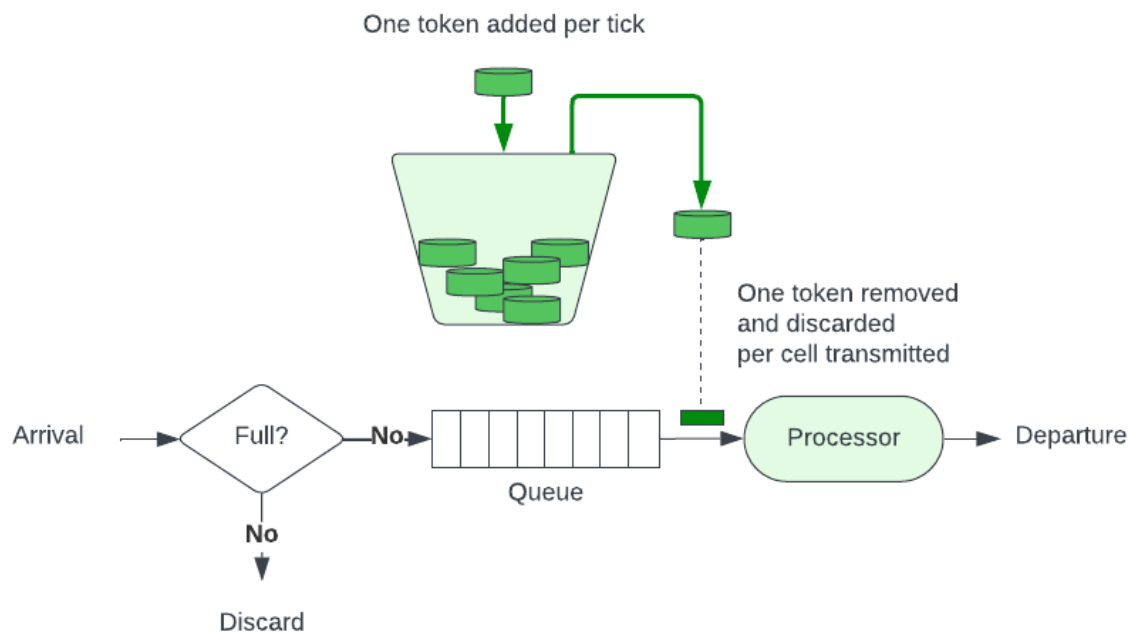 One token added per tick
One token removed
and discarded
per cell transmitted
Arrival
Full?
No
Queue
Processor
Departure
No
Discard